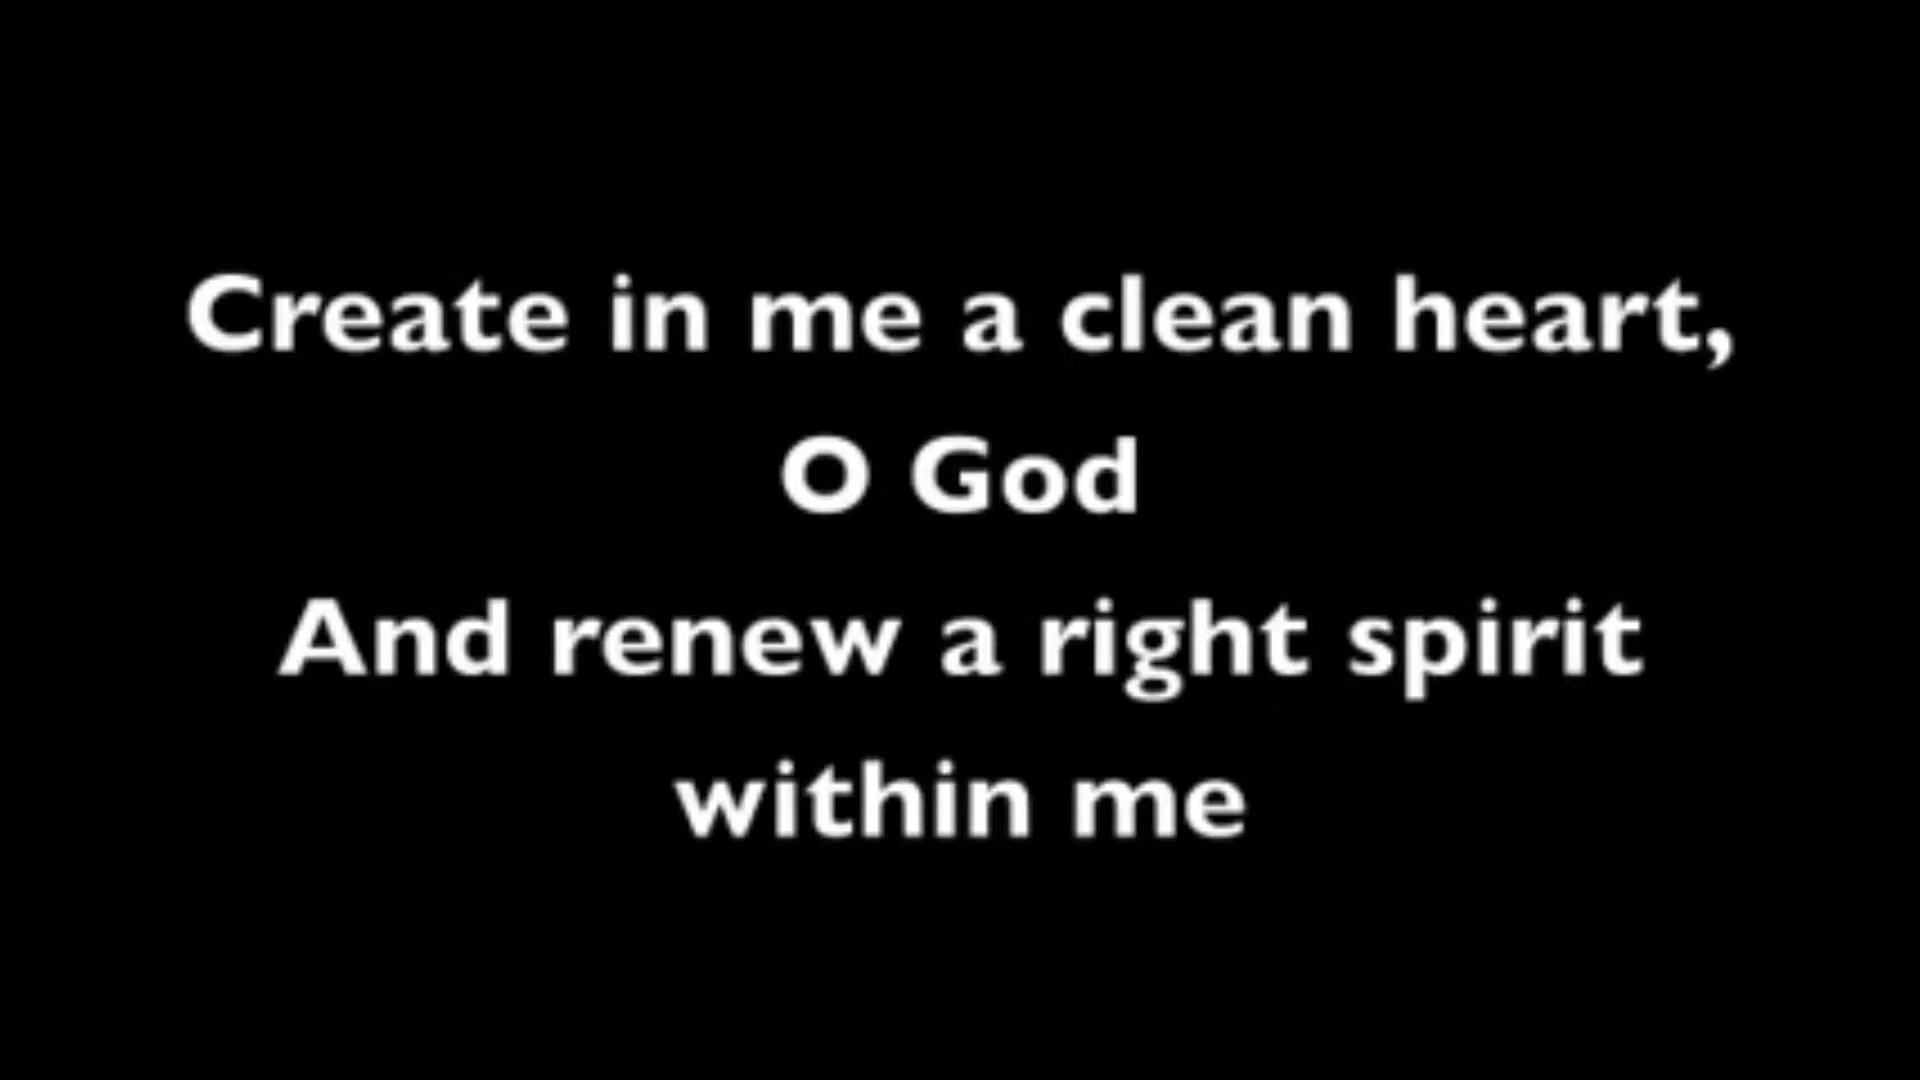 Create in me a clean heart,
O God
And renew a right spirit
within me